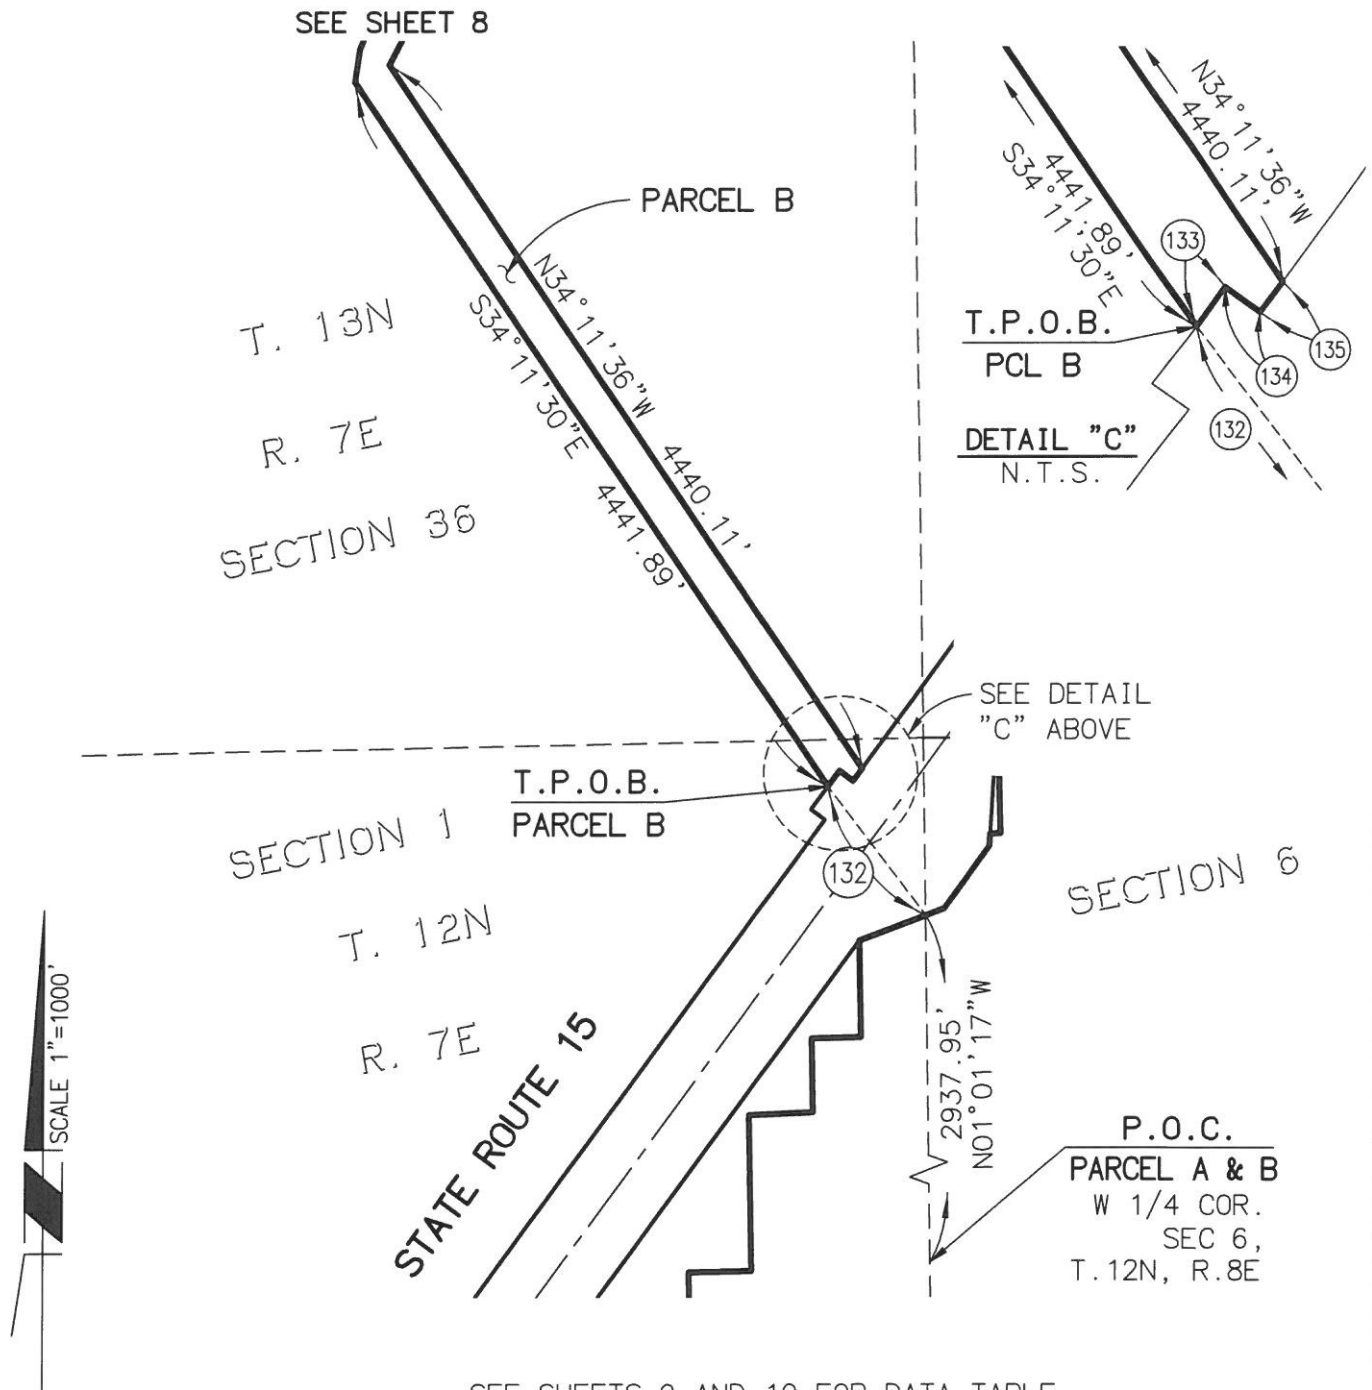 SEE SHEET 8
PARCEL B
N34°11'36"W 4440.11'
S34°11'30"E 4441.89'
T. 13N
R. 7E
SECTION 36
N34°11'36"W
4440.11'
4441.89'
S34°11'30"E
133
T.P.O.B.
PCL B
135
134
132
DETAIL "C"
N.T.S.
SEE DETAIL
"C" ABOVE
T.P.O.B.
PARCEL B
132
SECTION 1
T. 12N
R. 7E
SECTION 6
STATE ROUTE 15
2937.95'
N01°01'17"W
P.O.C.
PARCEL A & B
W 1/4 COR.
SEC 6,
T.12N, R.8E
SCALE 1"=1000'
N